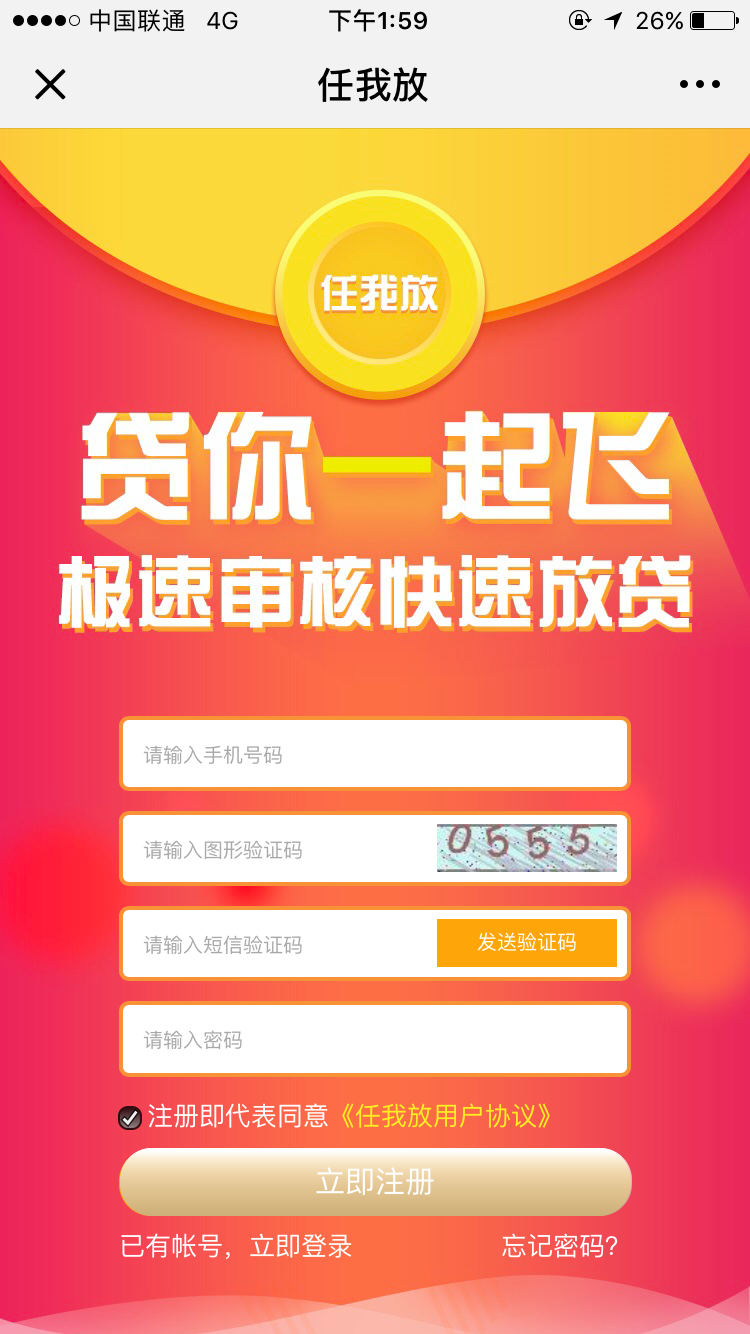 中国联通 4G 下午1:59 26%
任我放
任我放
贷你一起飞
极速审核快速放贷
请输入手机号码
请输入图形验证码 0555
请输入短信验证码 发送验证码
请输入密码
注册即代表同意《任我放用户协议》
立即注册
已有帐号，立即登录 忘记密码?